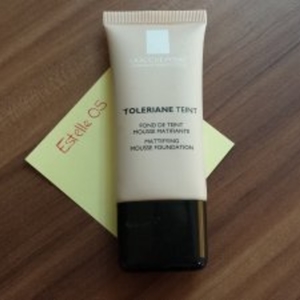 LA ROCHE-POSAY
TOLERIANE TEINT
FOND DE TEINT
MOUSSE MATIFIANTE
MATTIFYING
MOUSSE FOUNDATION
Estelle 05